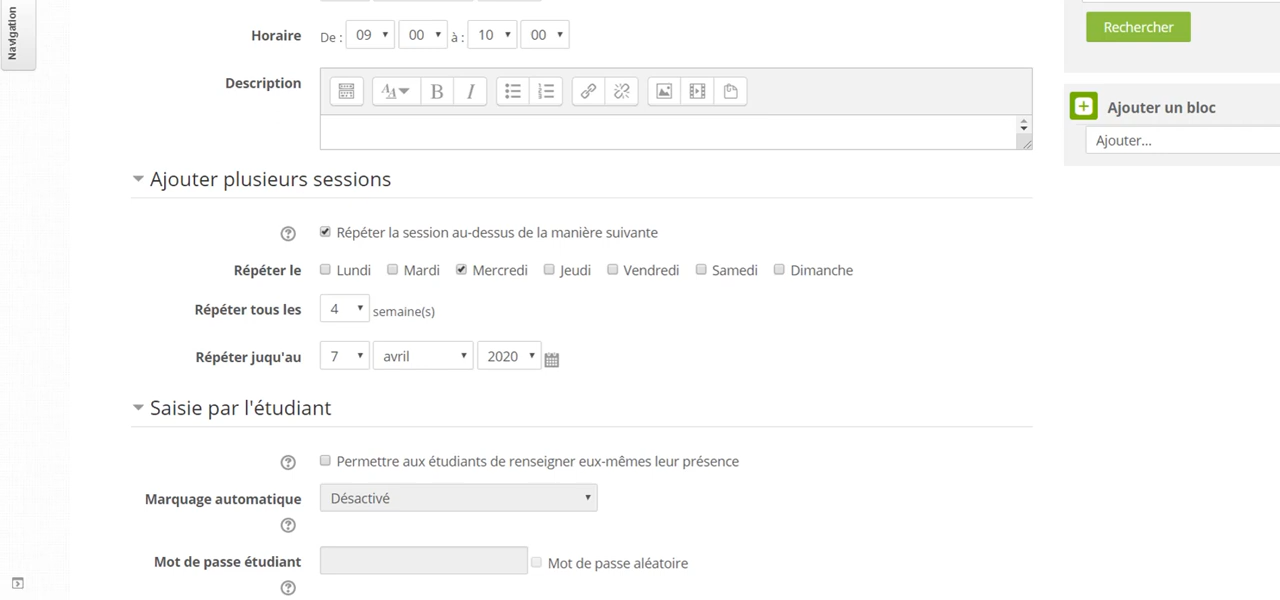 Navigation
Horaire De : 09 00 à : 10 00
Rechercher
Description
B I
Ajouter un bloc
Ajouter...
Ajouter plusieurs sessions
Répéter la session au-dessus de la manière suivante
Répéter le Lundi Mardi Mercredi Jeudi Vendredi Samedi Dimanche
Répéter tous les 4 semaine(s)
Répéter juqu'au 7 avril 2020
Saisie par l'étudiant
Permettre aux étudiants de renseigner eux-mêmes leur présence
Marquage automatique Désactivé
Mot de passe étudiant Mot de passe aléatoire